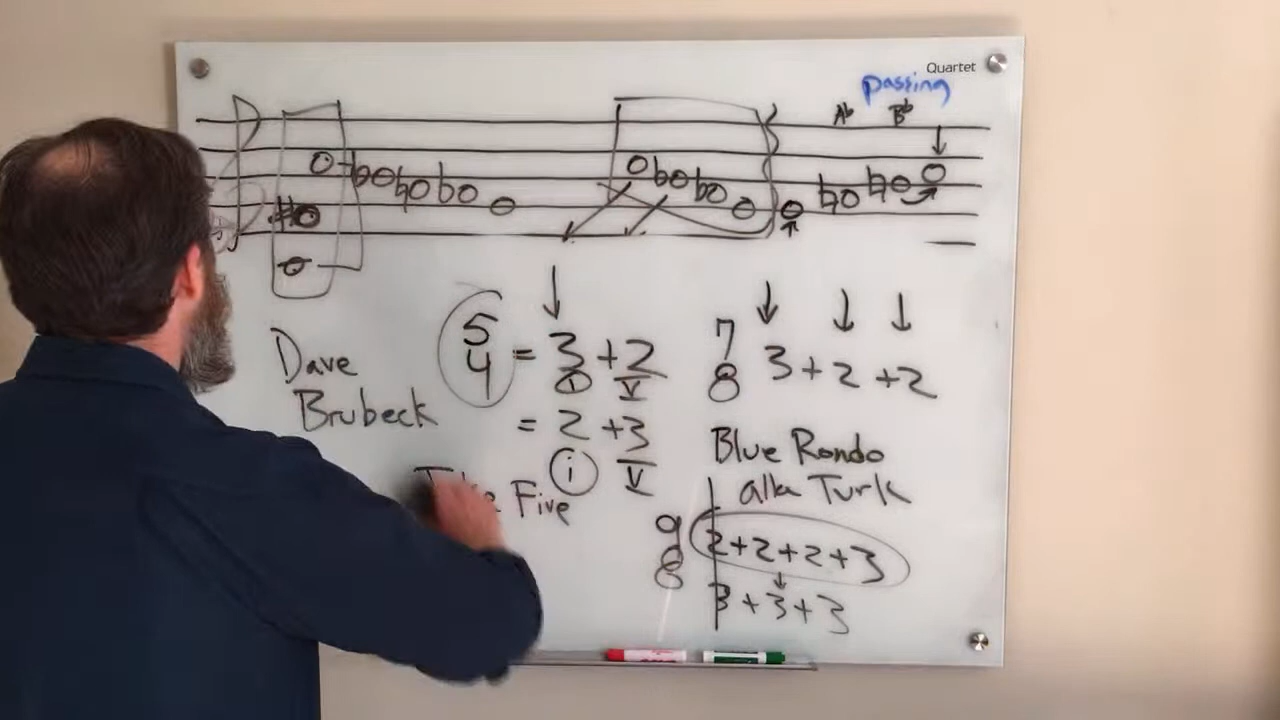 Quartet
passing
A♭ B♭
5
4 = 3 + 2
i v
= 2 + 3
i v
7
8 3 + 2 + 2
Dave
Brubeck
Five
Blue Rondo
alla Turk
9
8 2+2+2+3
3 + 3 + 3